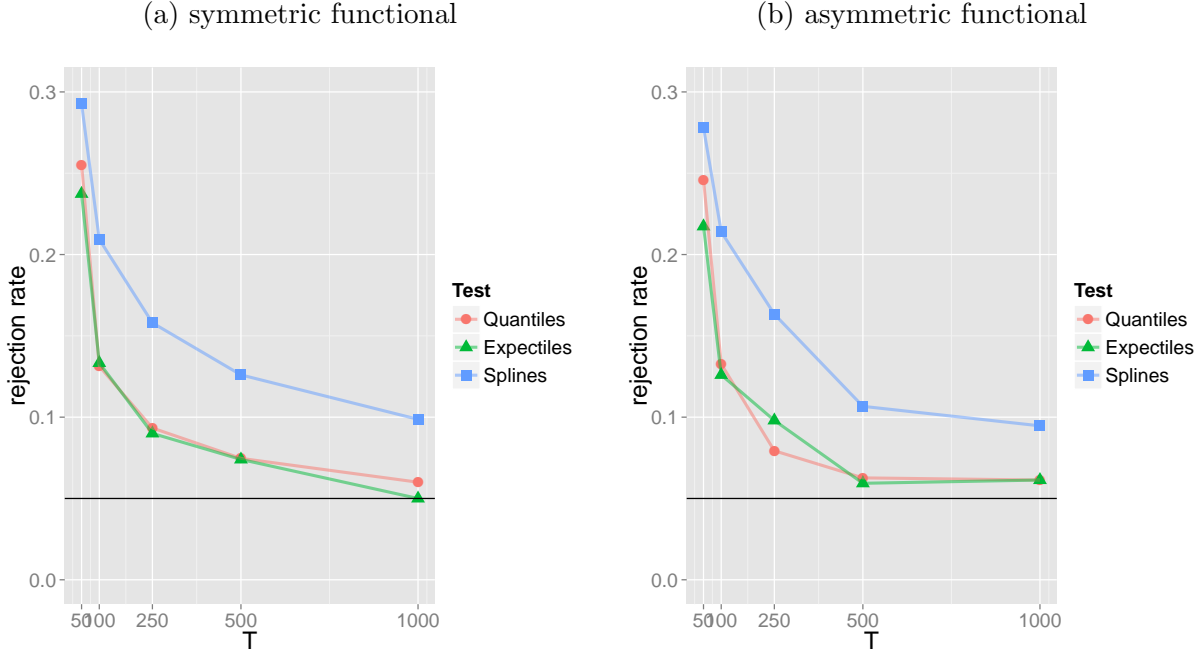 (a) symmetric functional
0.3
0.2
0.1
0.0
rejection rate
50
100
250
500
1000
T
Test
Quantiles
Expectiles
Splines
(b) asymmetric functional
0.3
0.2
0.1
0.0
rejection rate
50
100
250
500
1000
T
Test
Quantiles
Expectiles
Splines